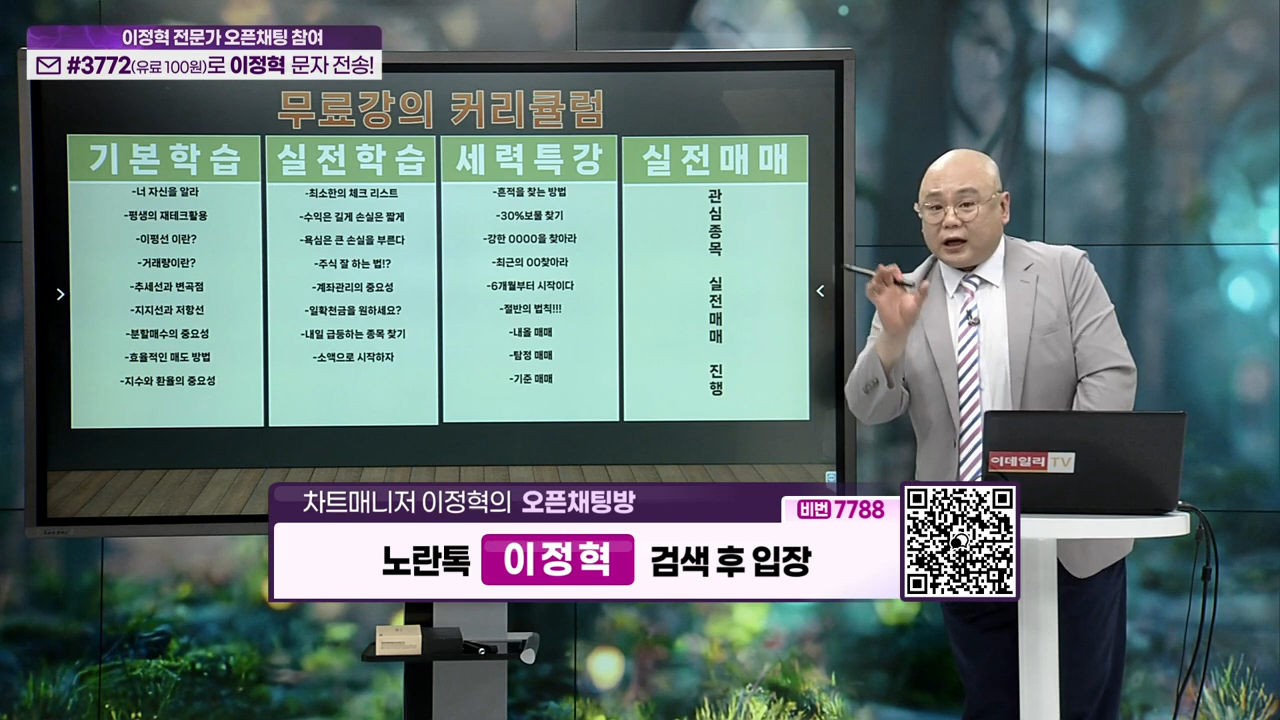 이정혁 전문가 오픈채팅 참여
#3772(유료 100원)로 이정혁 문자 전송!
무료강의 커리큘럼
기본학습
-너 자신을 알라
-평생의 재테크활용
-이평선 이란?
-거래량이란?
-추세선과 변곡점
-지지선과 저항선
-분할매수의 중요성
-효율적인 매도 방법
-지수와 환율의 중요성
실전학습
-최소한의 체크 리스트
-수익은 길게 손실은 짧게
-욕심은 큰 손실을 부른다
-주식 잘 하는 법!?
-계좌관리의 중요성
-일확천금을 원하세요?
-내일 급등하는 종목 찾기
-소액으로 시작하자
세력특강
-흔적을 찾는 방법
-30%보물 찾기
-강한 0000을 찾아라
-최근의 00찾아라
-6개월부터 시작이다
-절반의 법칙!!!
-내올 매매
-탐정 매매
-기준 매매
실전매매
관심종목 실전매매 진행
이데일리 TV
차트매니저 이정혁의 오픈채팅방
비번 7788
노란톡 이정혁 검색 후 입장